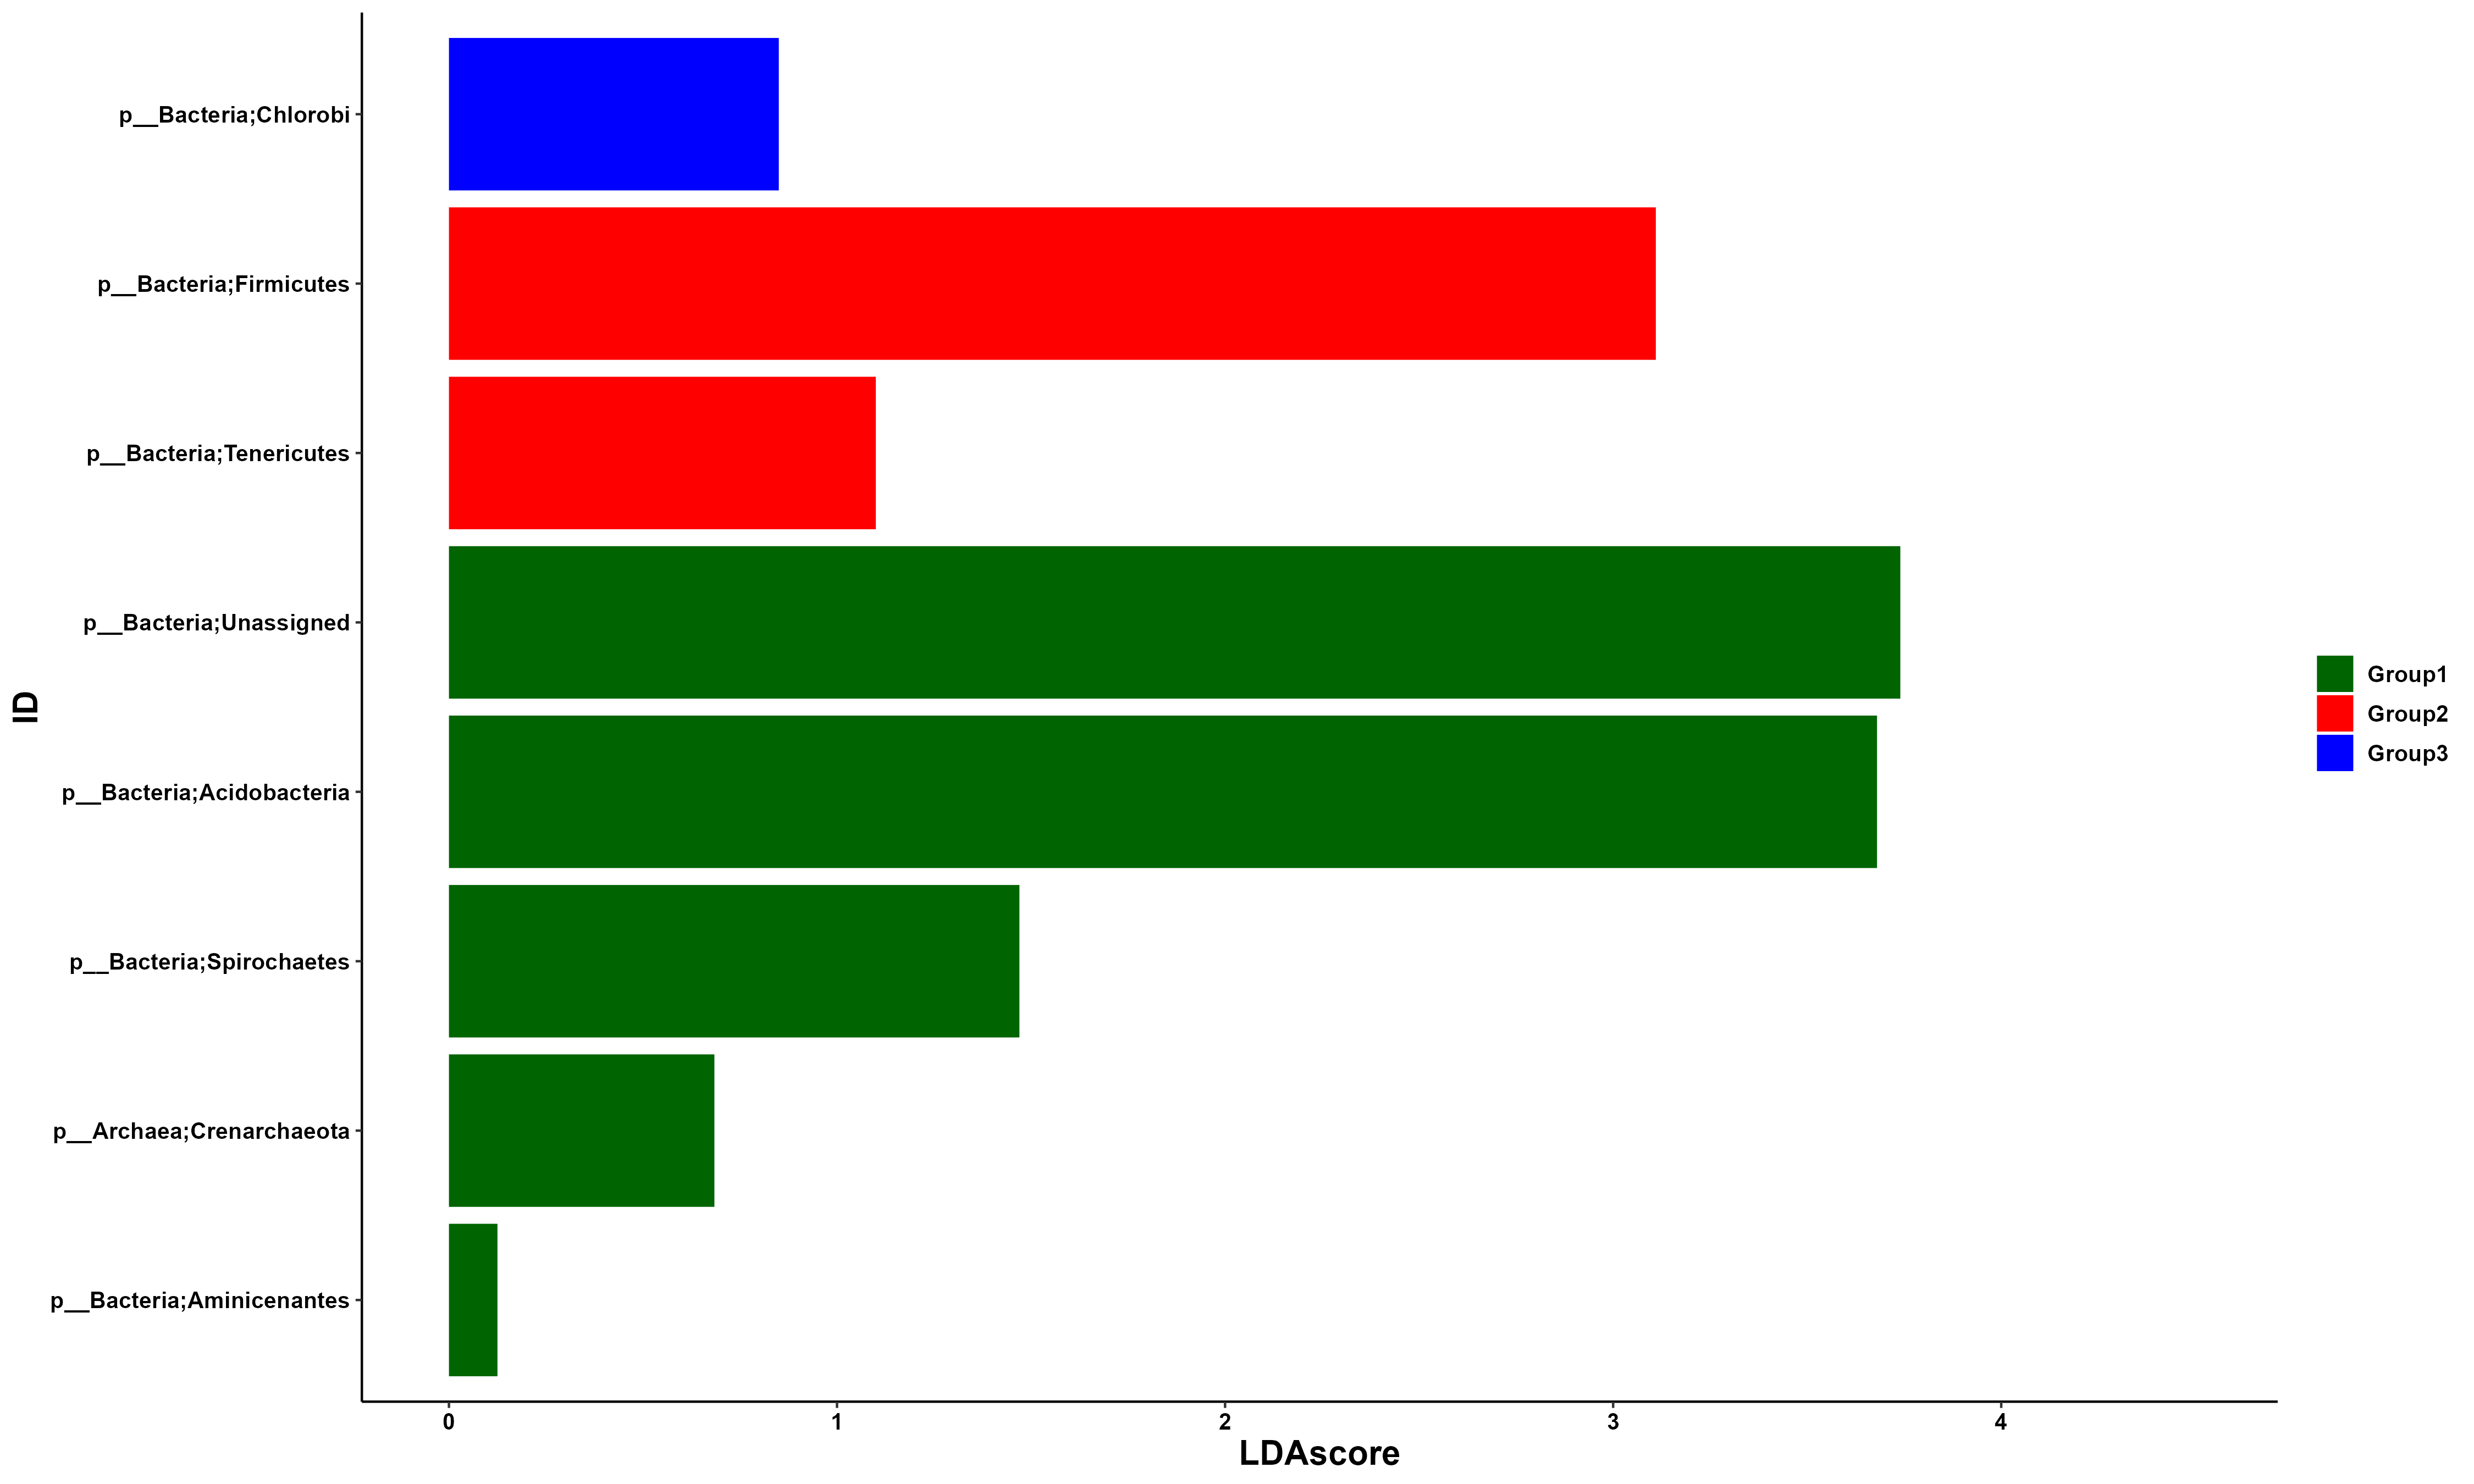 p__Bacteria;Chlorobi
p__Bacteria;Firmicutes
p__Bacteria;Tenericutes
p__Bacteria;Unassigned
p__Bacteria;Acidobacteria
p__Bacteria;Spirochaetes
p__Archaea;Crenarchaeota
p__Bacteria;Aminicenantes
ID
0 1 2 3 4
LDAscore
Group1
Group2
Group3